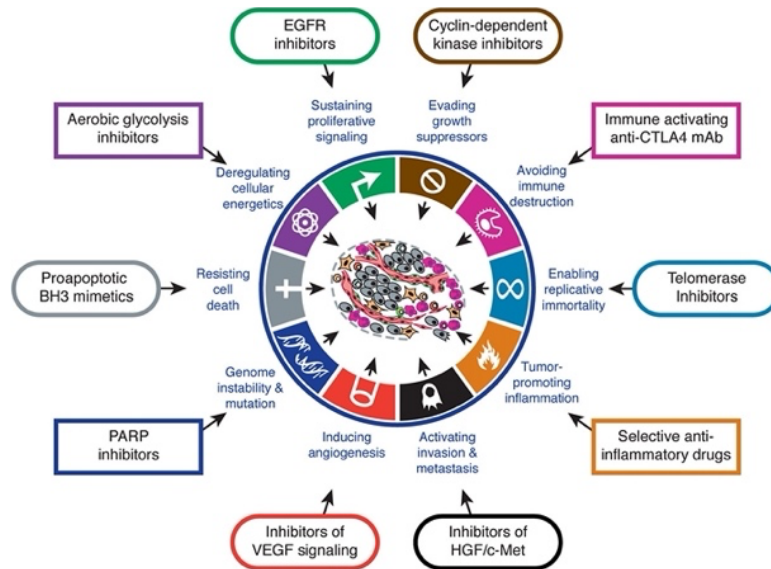 EGFR
inhibitors
Cyclin-dependent
kinase inhibitors
Aerobic glycolysis
inhibitors
Sustaining
proliferative
signaling
Evading
growth
suppressors
Immune activating
anti-CTLA4 mAb
Deregulating
cellular
energetics
Avoiding
immune
destruction
Proapoptotic
BH3 mimetics
Resisting
cell
death
Enabling
replicative
immortality
Telomerase
Inhibitors
Genome
instability &
mutation
Tumor-
promoting
inflammation
PARP
inhibitors
Inducing
angiogenesis
Activating
invasion &
metastasis
Selective anti-
inflammatory drugs
Inhibitors of
VEGF signaling
Inhibitors of
HGF/c-Met